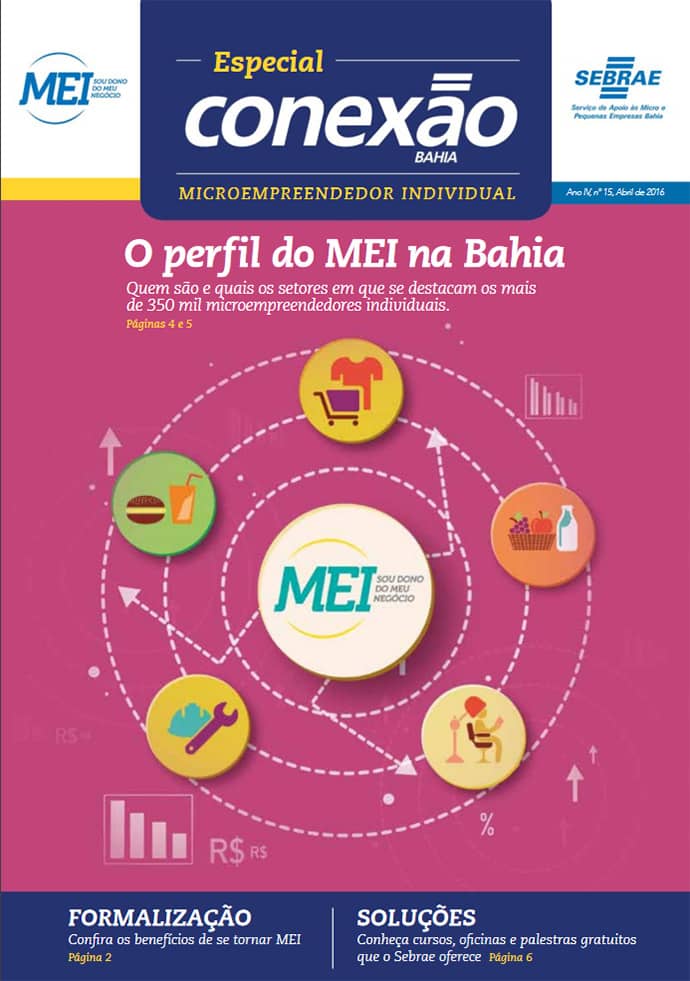 MEI SOU DONO
DO MEU
NEGÓCIO
Especial
conexão
BAHIA
MICROEMPREENDEDOR INDIVIDUAL
SEBRAE
Serviço de Apoio às Micro e
Pequenas Empresas Bahia
Ano IV, nº 15, Abril de 2016
O perfil do MEI na Bahia
Quem são e quais os setores em que se destacam os mais
de 350 mil microempreendedores individuais.
Páginas 4 e 5
MEI SOU DONO
DO MEU
NEGÓCIO
R$ R$
%
R$ R$
FORMALIZAÇÃO
Confira os benefícios de se tornar MEI
Página 2
SOLUÇÕES
Conheça cursos, oficinas e palestras gratuitos
que o Sebrae oferece Página 6